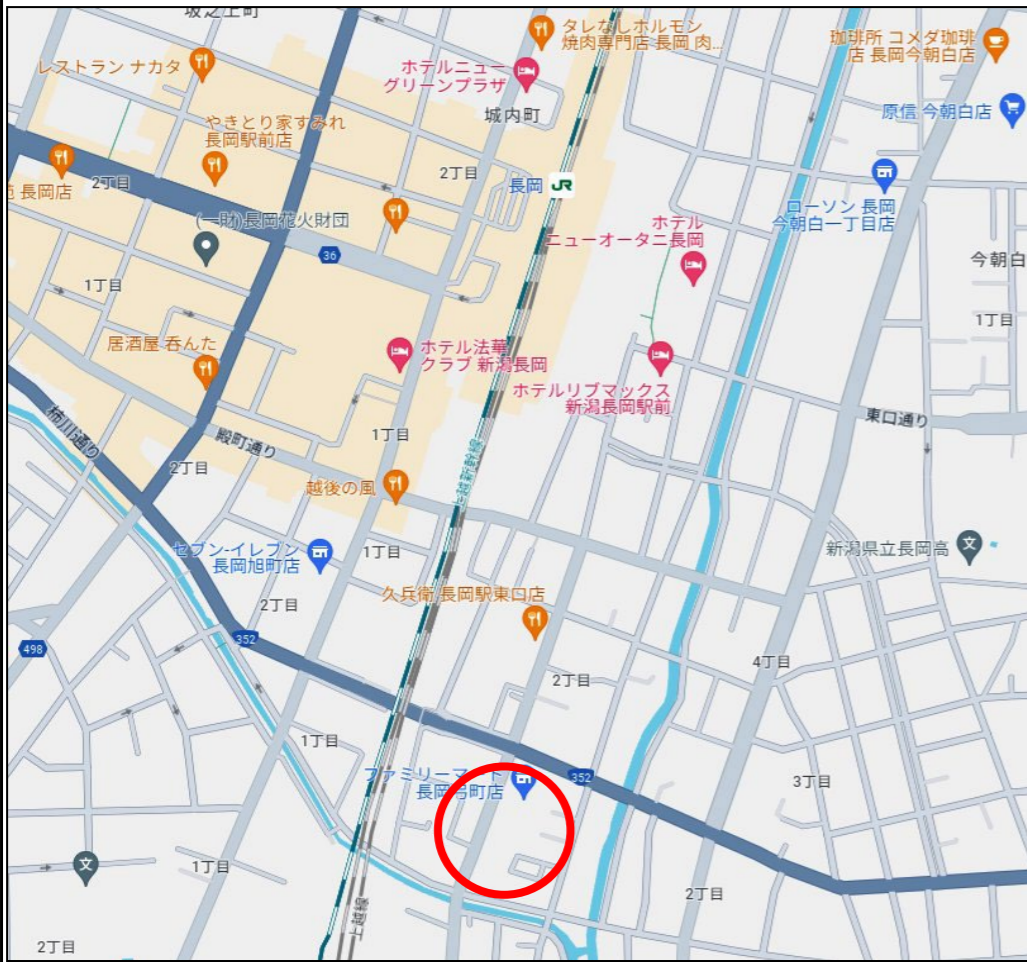 坂之上町
タレなしホルモン
焼肉専門店 長岡 肉...
珈琲所 コメダ珈琲
店 長岡今朝白店
レストラン ナカタ
ホテルニュー
グリーンプラザ
城内町
原信 今朝白店
やきとり家すみれ
長岡駅前店
2丁目
長岡店
2丁目
長岡
JR
ローソン 長岡
今朝白一丁目店
(一財)長岡花火財団
ホテル
ニューオータニ長岡
36
今朝白
1丁目
1丁目
居酒屋 呑んた
ホテル法華
クラブ 新潟長岡
ホテルリブマックス
新潟長岡駅前
東口通り
柿川通り
殿町通り
1丁目
2丁目
上越新幹線
越後の風
セブン-イレブン
長岡旭町店
1丁目
新潟県立長岡高
文
久兵衛 長岡駅東口店
2丁目
352
498
4丁目
2丁目
1丁目
ファミリーマート
長岡弓町店
352
3丁目
文
1丁目
2丁目
上越線
2丁目